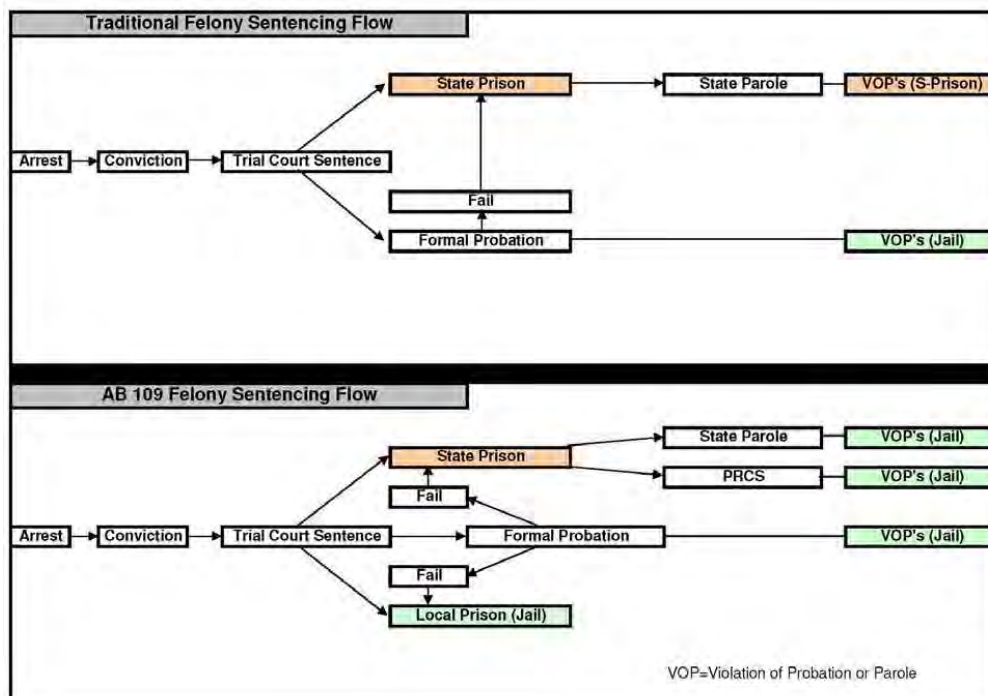 Traditional Felony Sentencing Flow
State Prison
State Parole
VOP's (S-Prison)
Arrest
Conviction
Trial Court Sentence
Fail
Formal Probation
VOP's (Jail)
AB 109 Felony Sentencing Flow
State Parole
VOP's (Jail)
State Prison
PRCS
VOP's (Jail)
Fail
Arrest
Conviction
Trial Court Sentence
Formal Probation
VOP's (Jail)
Fail
Local Prison (Jail)
VOP=Violation of Probation or Parole